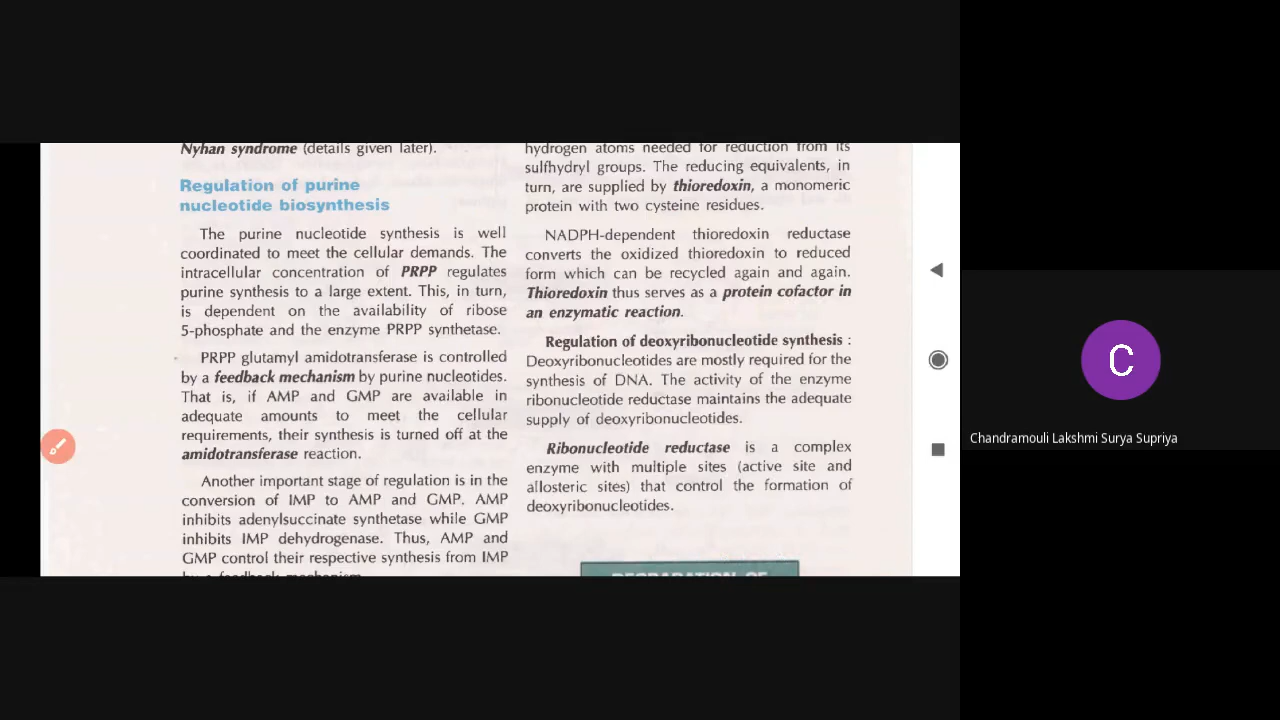 Nyhan syndrome (details given later).
Regulation of purine
nucleotide biosynthesis
The purine nucleotide synthesis is well
coordinated to meet the cellular demands. The
intracellular concentration of PRPP regulates
purine synthesis to a large extent. This, in turn,
is dependent on the availability of ribose
5-phosphate and the enzyme PRPP synthetase.
PRPP glutamyl amidotransferase is controlled
by a feedback mechanism by purine nucleotides.
That is, if AMP and GMP are available in
adequate amounts to meet the cellular
requirements, their synthesis is turned off at the
amidotransferase reaction.
Another important stage of regulation is in the
conversion of IMP to AMP and GMP. AMP
inhibits adenylsuccinate synthetase while GMP
inhibits IMP dehydrogenase. Thus, AMP and
GMP control their respective synthesis from IMP
by a feedback mechanism
hydrogen atoms needed for reduction from its
sulfhydryl groups. The reducing equivalents, in
turn, are supplied by thioredoxin, a monomeric
protein with two cysteine residues.
NADPH-dependent thioredoxin reductase
converts the oxidized thioredoxin to reduced
form which can be recycled again and again.
Thioredoxin thus serves as a protein cofactor in
an enzymatic reaction.
Regulation of deoxyribonucleotide synthesis :
Deoxyribonucleotides are mostly required for the
synthesis of DNA. The activity of the enzyme
ribonucleotide reductase maintains the adequate
supply of deoxyribonucleotides.
Ribonucleotide reductase is a complex
enzyme with multiple sites (active site and
allosteric sites) that control the formation of
deoxyribonucleotides.
DEGRADATION OF
C
Chandramouli Lakshmi Surya Supriya